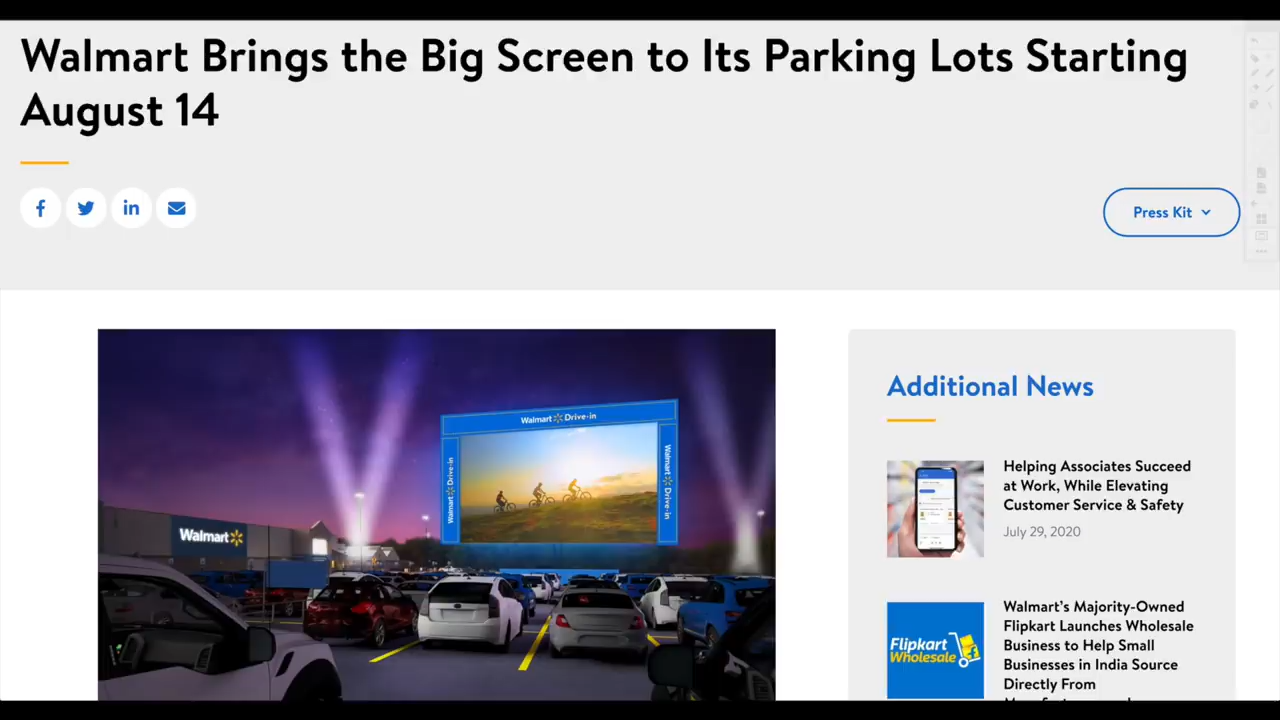 Walmart Brings the Big Screen to Its Parking Lots Starting
August 14
Press Kit
Walmart Drive-in
Walmart Drive-in
Walmart Drive-in
Walmart
Additional News
Helping Associates Succeed
at Work, While Elevating
Customer Service & Safety
July 29, 2020
Flipkart
Wholesale
Walmart's Majority-Owned
Flipkart Launches Wholesale
Business to Help Small
Businesses in India Source
Directly From